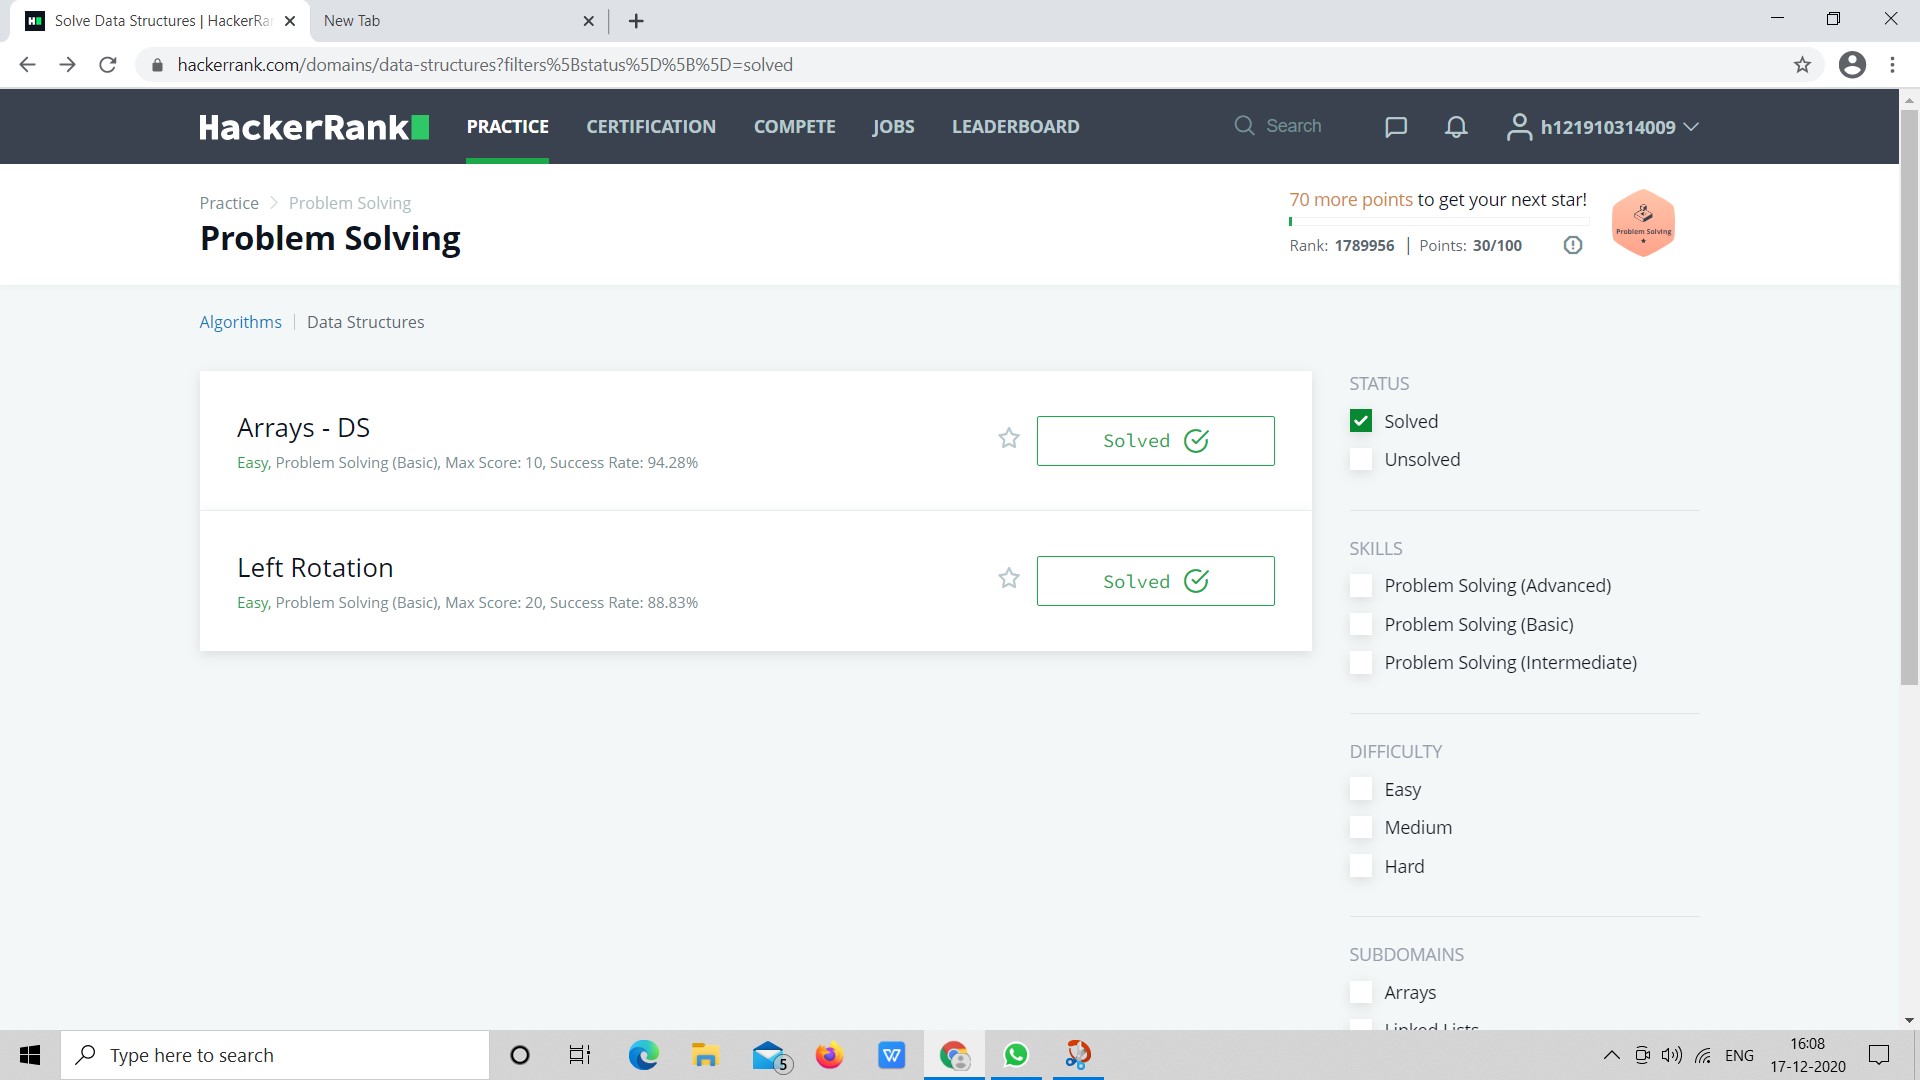 Solve Data Structures | HackerRa
New Tab
hackerrank.com/domains/data-structures?filters%5Bstatus%5D%5B%5D=solved
HackerRank
PRACTICE
CERTIFICATION
COMPETE
JOBS
LEADERBOARD
Search
h121910314009
Practice
Problem Solving
Problem Solving
70 more points to get your next star!
Rank: 1789956 | Points: 30/100
Problem Solving
Algorithms
Data Structures
Arrays - DS
Easy, Problem Solving (Basic), Max Score: 10, Success Rate: 94.28%
Solved
Left Rotation
Easy, Problem Solving (Basic), Max Score: 20, Success Rate: 88.83%
Solved
STATUS
Solved
Unsolved
SKILLS
Problem Solving (Advanced)
Problem Solving (Basic)
Problem Solving (Intermediate)
DIFFICULTY
Easy
Medium
Hard
SUBDOMAINS
Arrays
Linked Lists
Type here to search
5
W
ENG
16:08
17-12-2020